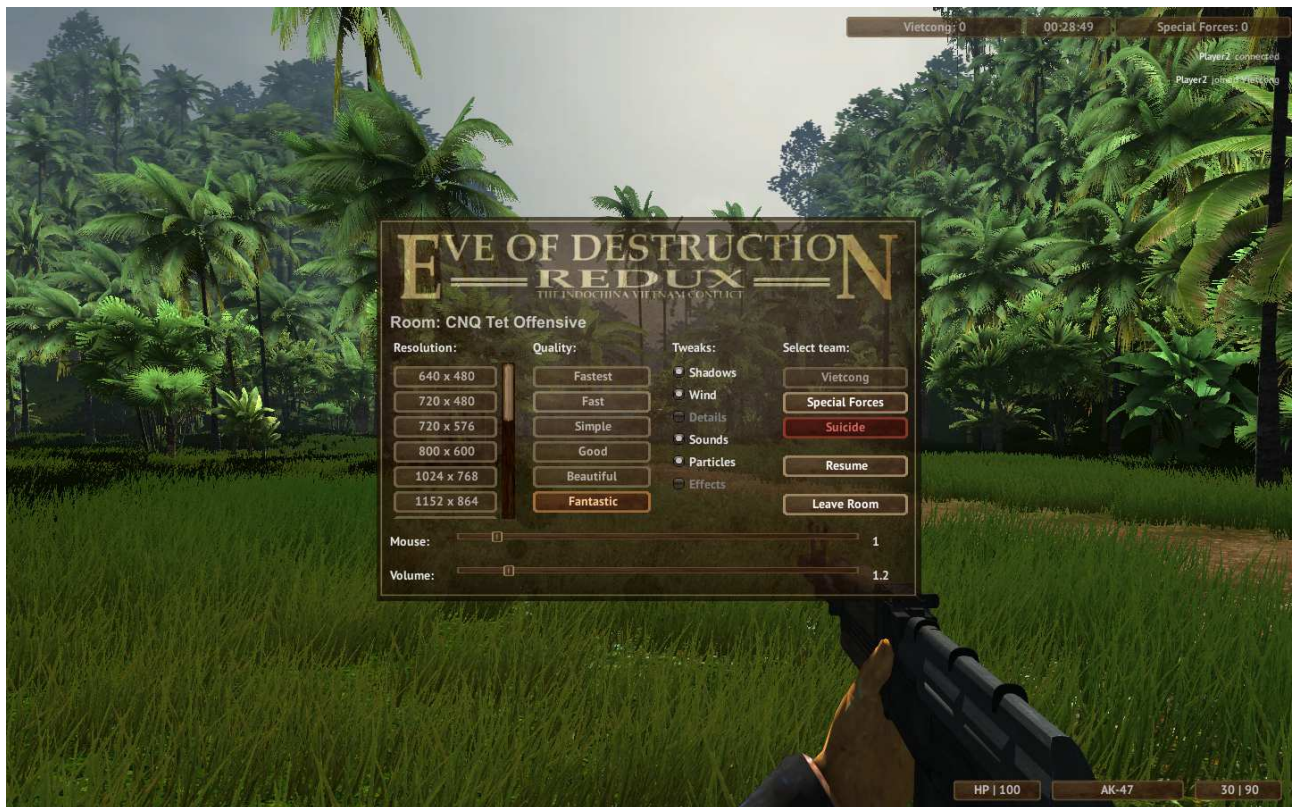 Vietcong: 0 00:28:49 Special Forces: 0
Player2 connected
Player2 joined Vietcong
EVE OF DESTRUCTION
REDUX
THE INDOCHINA VIETNAM CONFLICT
Room: CNQ Tet Offensive
Resolution: Quality: Tweaks: Select team:
640 x 480 Fastest Shadows Vietcong
720 x 480 Fast Wind Special Forces
720 x 576 Simple Details Suicide
800 x 600 Good Sounds Resume
1024 x 768 Beautiful Particles
1152 x 864 Fantastic Effects Leave Room
Mouse: 1
Volume: 1.2
HP | 100 AK-47 30 | 90